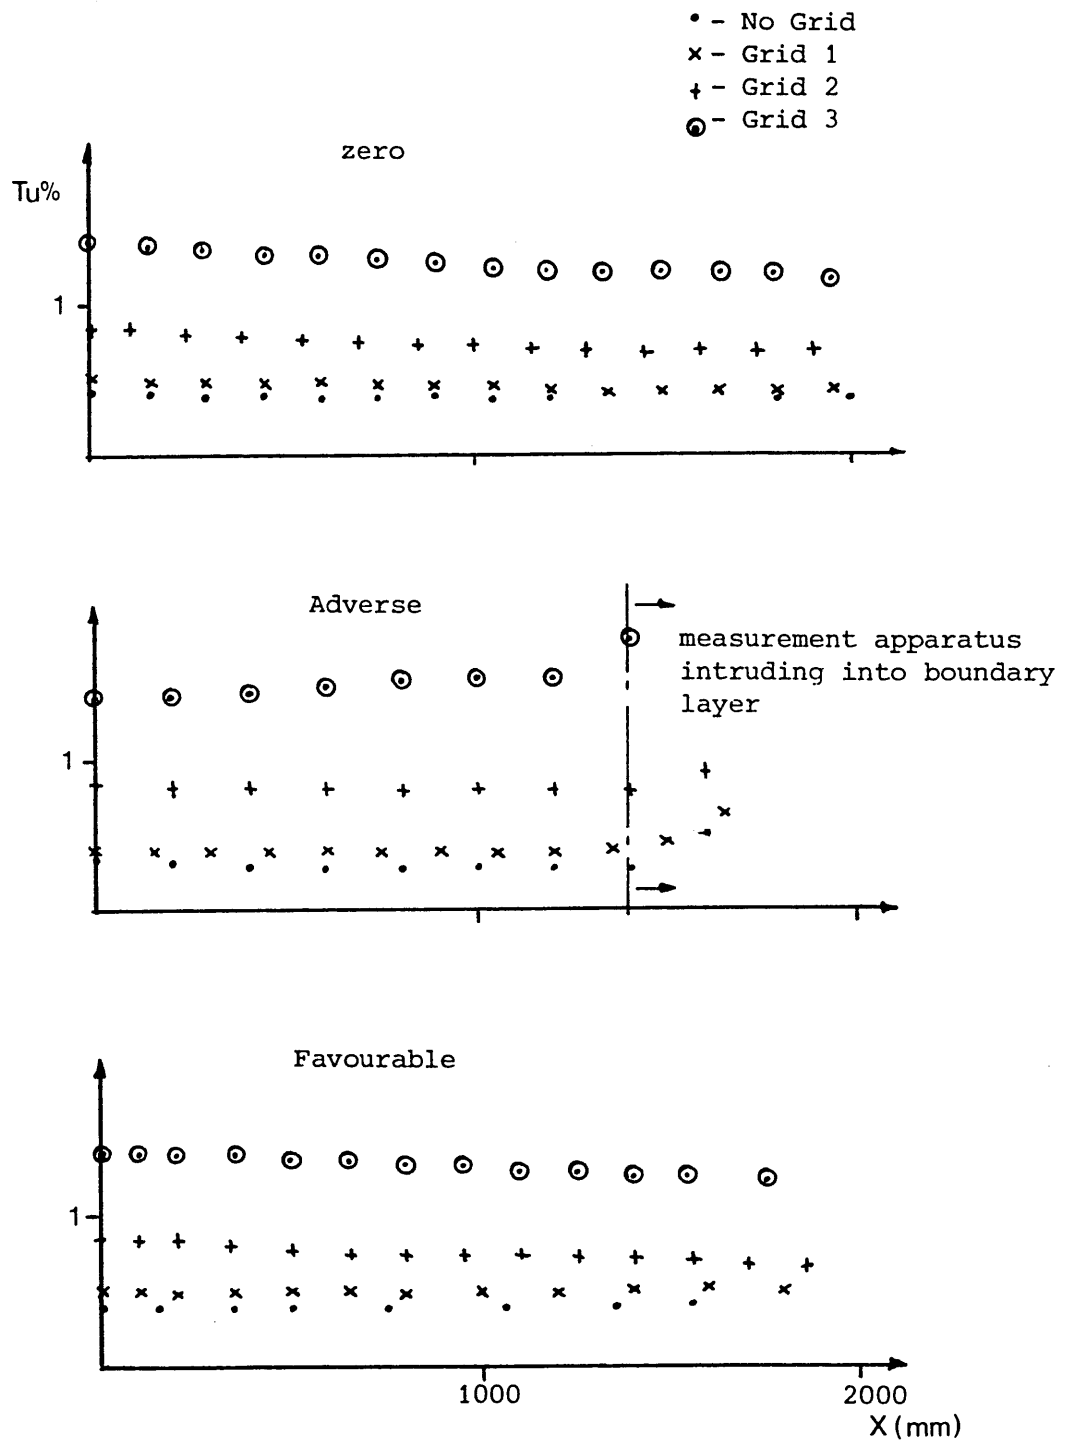 • - No Grid
× - Grid 1
+ - Grid 2
⊙ - Grid 3
zero
Tu%
1
Adverse
measurement apparatus
intruding into boundary
layer
1
Favourable
1
1000
2000
X (mm)